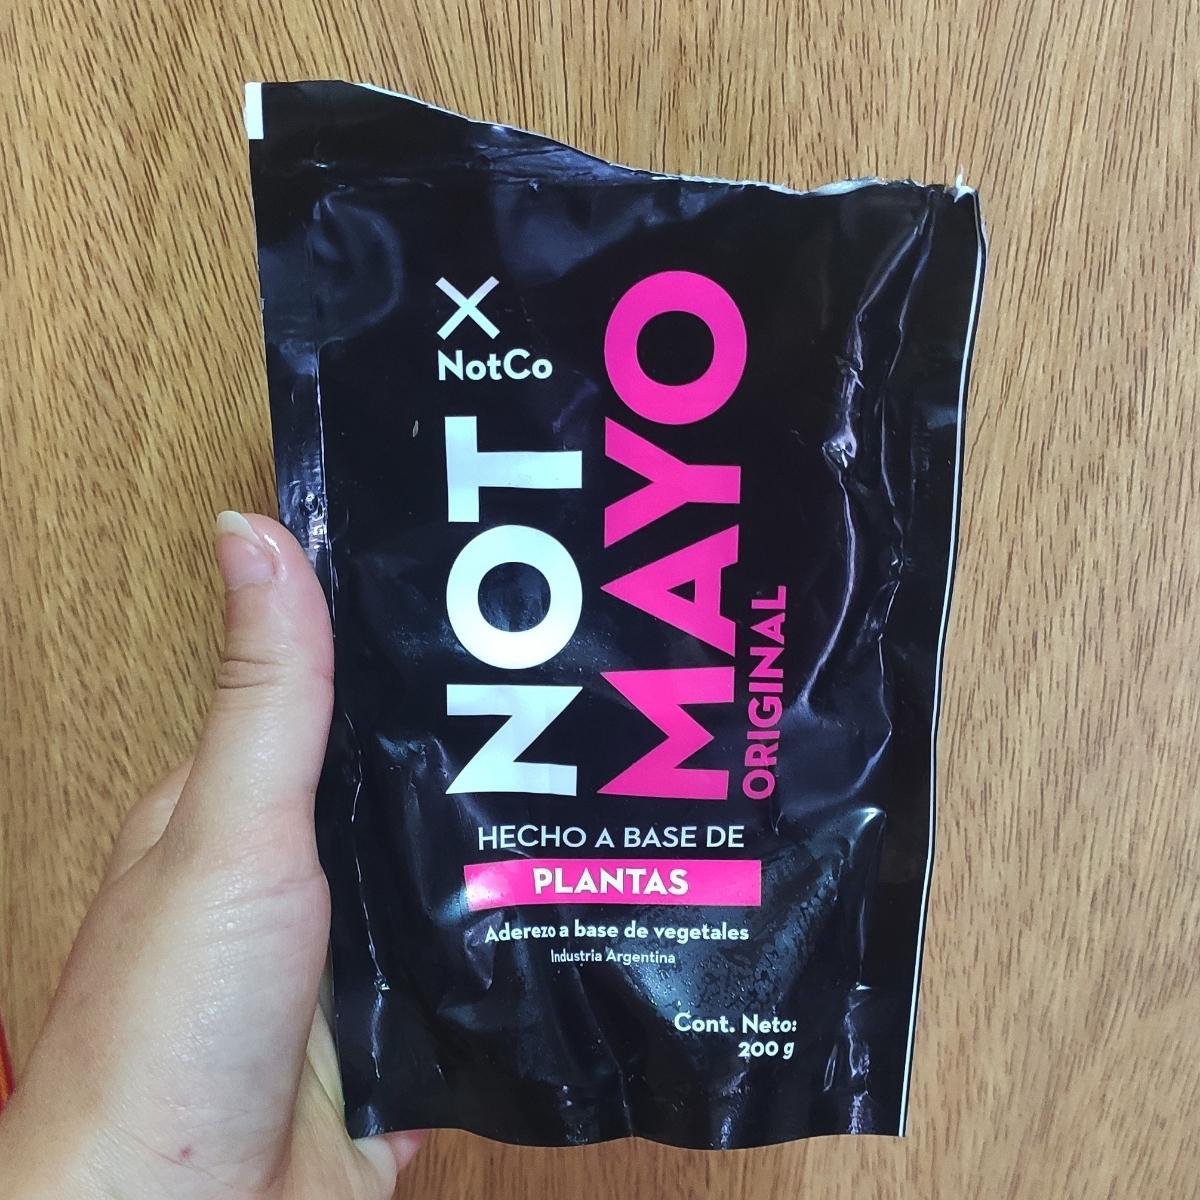 NotCo
NOT
MAYO
ORIGINAL
HECHO A BASE DE
PLANTAS
Aderezo a base de vegetales
Industria Argentina
Cont. Neto:
200 g